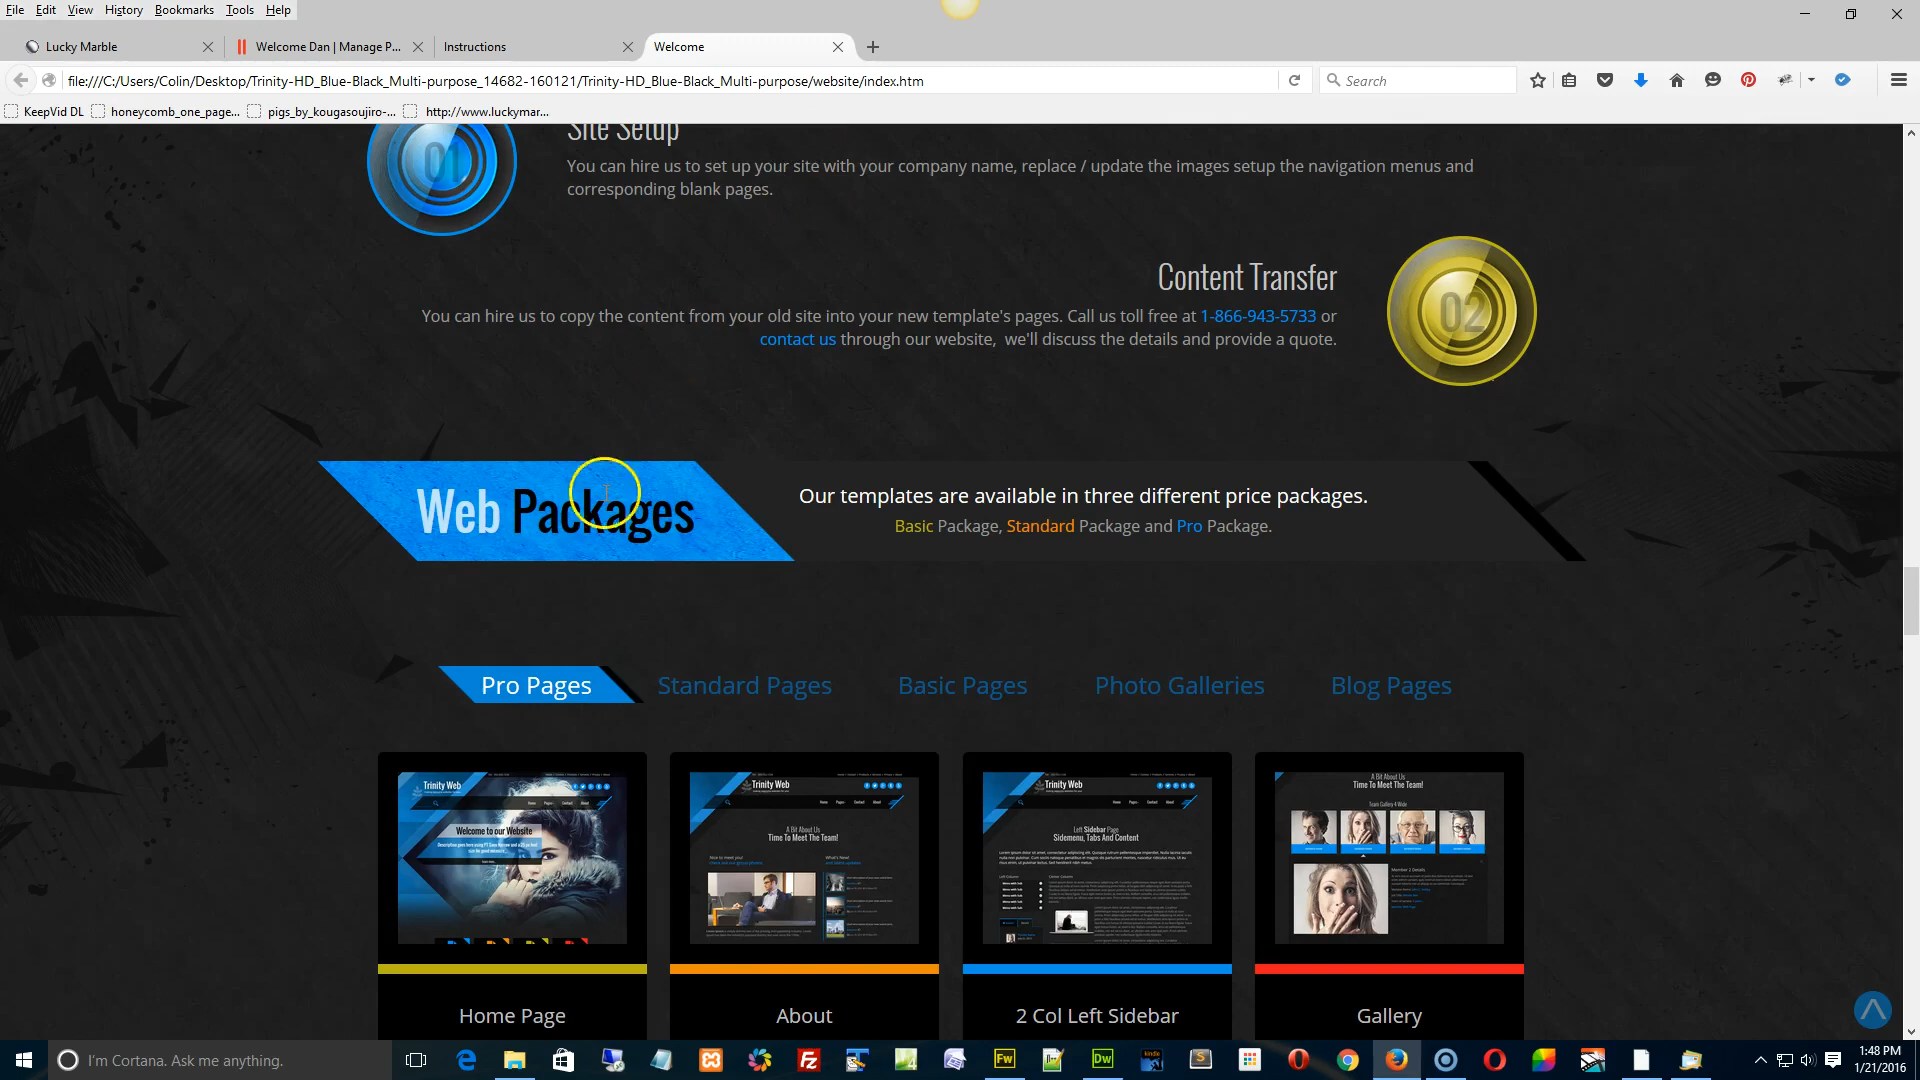 File Edit View History Bookmarks Tools Help
Lucky Marble
Welcome Dan | Manage P...
Instructions
Welcome
file:///C:/Users/Colin/Desktop/Trinity-HD_Blue-Black_Multi-purpose_14682-160121/Trinity-HD_Blue-Black_Multi-purpose/website/index.htm
Search
KeepVid DL
honeycomb_one_page...
pigs_by_kougasoujiro-...
http://www.luckymar...
01
Site Setup
You can hire us to set up your site with your company name, replace / update the images setup the navigation menus and
corresponding blank pages.
Content Transfer
02
You can hire us to copy the content from your old site into your new template's pages. Call us toll free at 1-866-943-5733 or
contact us through our website, we'll discuss the details and provide a quote.
Web Packages
Our templates are available in three different price packages.
Basic Package, Standard Package and Pro Package.
Pro Pages
Standard Pages
Basic Pages
Photo Galleries
Blog Pages
Trinity Web
Welcome to our Website
Trinity Web
A Bit About Us
Time To Meet The Team!
Trinity Web
Left Sidebar Page
Sidemenu, Tabs And Content
A Bit About Us
Time To Meet The Team!
Team Gallery 4 Wide
Member 2 Details
Home Page
About
2 Col Left Sidebar
Gallery
I'm Cortana. Ask me anything.
Fw
Dw
kindle
1:48 PM
1/21/2016